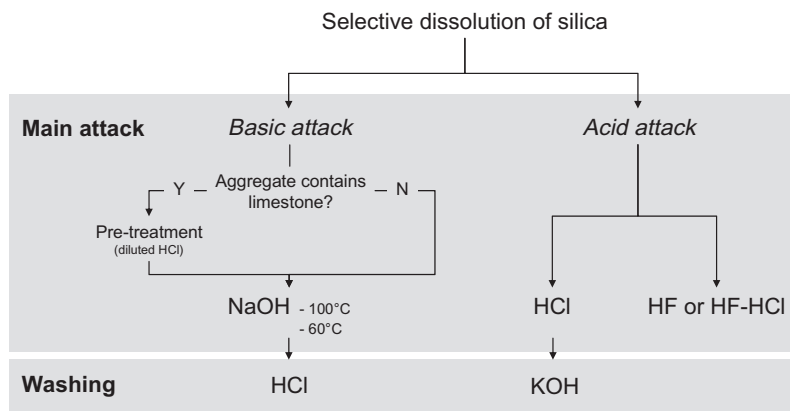 Selective dissolution of silica
Main attack
Basic attack
Acid attack
Y
Aggregate contains
limestone?
N
Pre-treatment
(diluted HCl)
NaOH
- 100°C
- 60°C
HCl
HF or HF-HCl
Washing
HCl
KOH